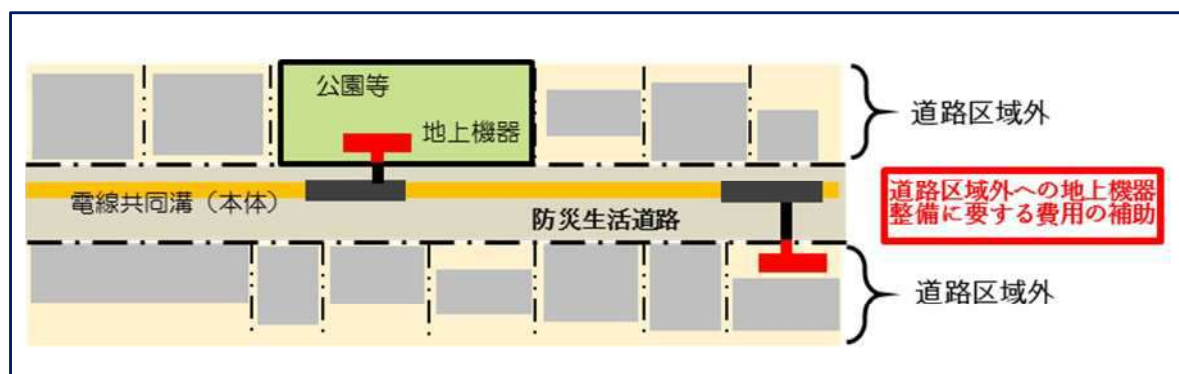 公園等
地上機器
道路区域外
電線共同溝（本体）
防災生活道路
道路区域外への地上機器
整備に要する費用の補助
道路区域外